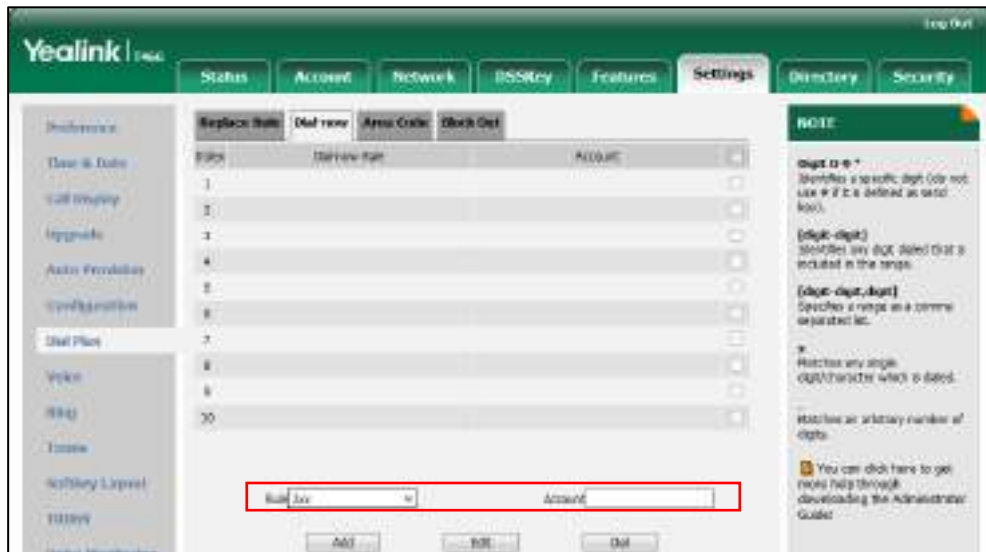 Log Out
Yealink
Status Account Network DSSKey Features Settings Directory Security
Preference
Time & Date
Call Display
Upgrade
Auto Provision
Configuration
Dial Plan
Voice
Ring
Tones
Softkey Layout
TR069
Replace Rule Dial-now Area Code Block Out
Index Dial-now Rule Account
1
2
3
4
5
6
7
8
9
10
Rule Account
Add Edit Del
NOTE
Digit 0-9 *
Identifies a specific digit (do not
use # if it is defined as send
key).
[digit-digit]
Identifies any digit dialed that is
included in the range.
[digit-digit,digit]
Specifies a range as a comma
separated list.
x
Matches any single
digit/character which is dialed.
.
Matches an arbitrary number of
digits.
You can click here to get
more help through
downloading the Administrator
Guide!